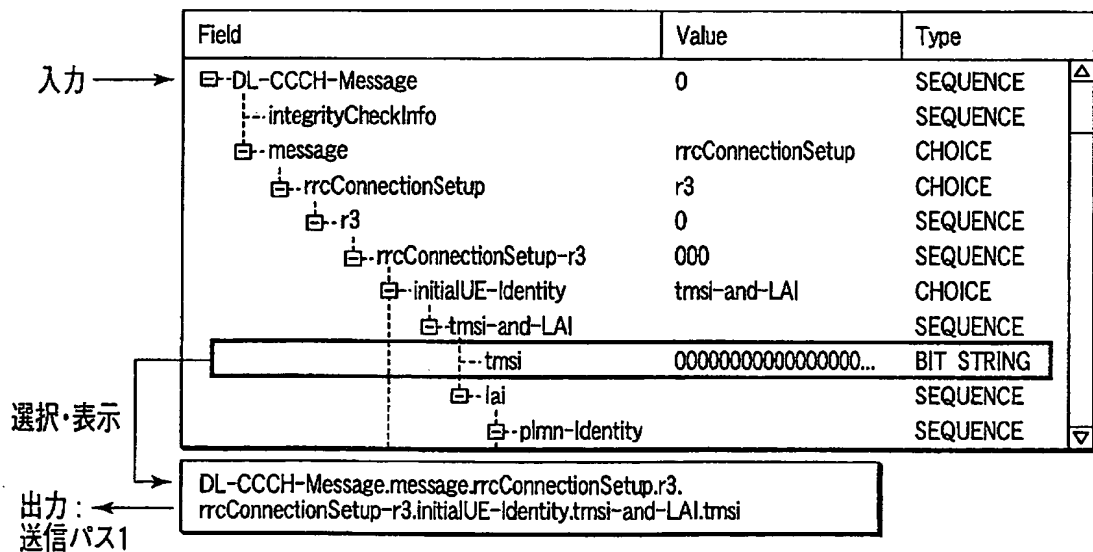 Field Value Type
入力 DL-CCCH-Message 0 SEQUENCE
integrityCheckInfo SEQUENCE
message rrcConnectionSetup CHOICE
rrcConnectionSetup r3 CHOICE
r3 0 SEQUENCE
rrcConnectionSetup-r3 000 SEQUENCE
initialUE-Identity tmsi-and-LAI CHOICE
tmsi-and-LAI SEQUENCE
tmsi 00000000000000000... BIT STRING
lai SEQUENCE
plmn-Identity SEQUENCE
選択・表示
DL-CCCH-Message.message.rrcConnectionSetup.r3.
rrcConnectionSetup-r3.initialUE-Identity.tmsi-and-LAI.tmsi
出力:
送信パス1